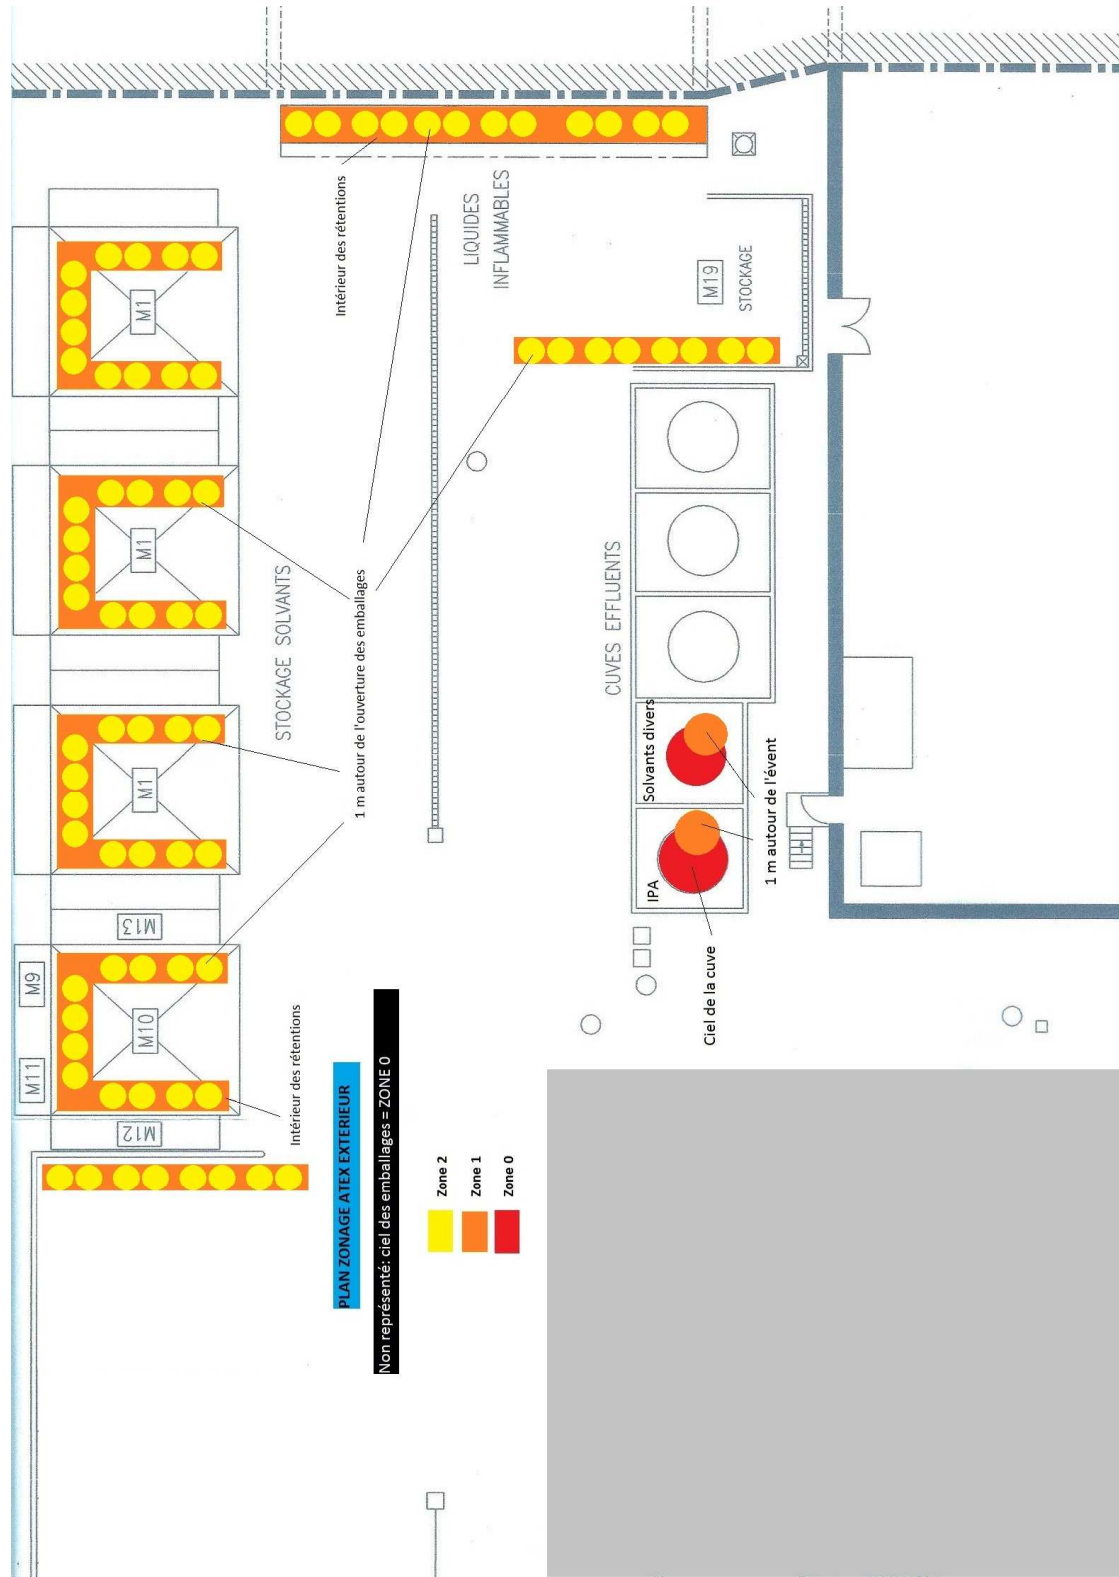 Intérieur des rétentions
LIQUIDES
INFLAMMABLES
M19
STOCKAGE
M1
M1
M1
STOCKAGE SOLVANTS
1 m autour de l'ouverture des emballages
CUVES EFFLUENTS
Solvants divers
IPA
1 m autour de l'évent
Ciel de la cuve
M13
M9
M10
M11
M12
Intérieur des rétentions
PLAN ZONAGE ATEX EXTERIEUR
Non représenté: ciel des emballages = ZONE 0
Zone 2
Zone 1
Zone 0